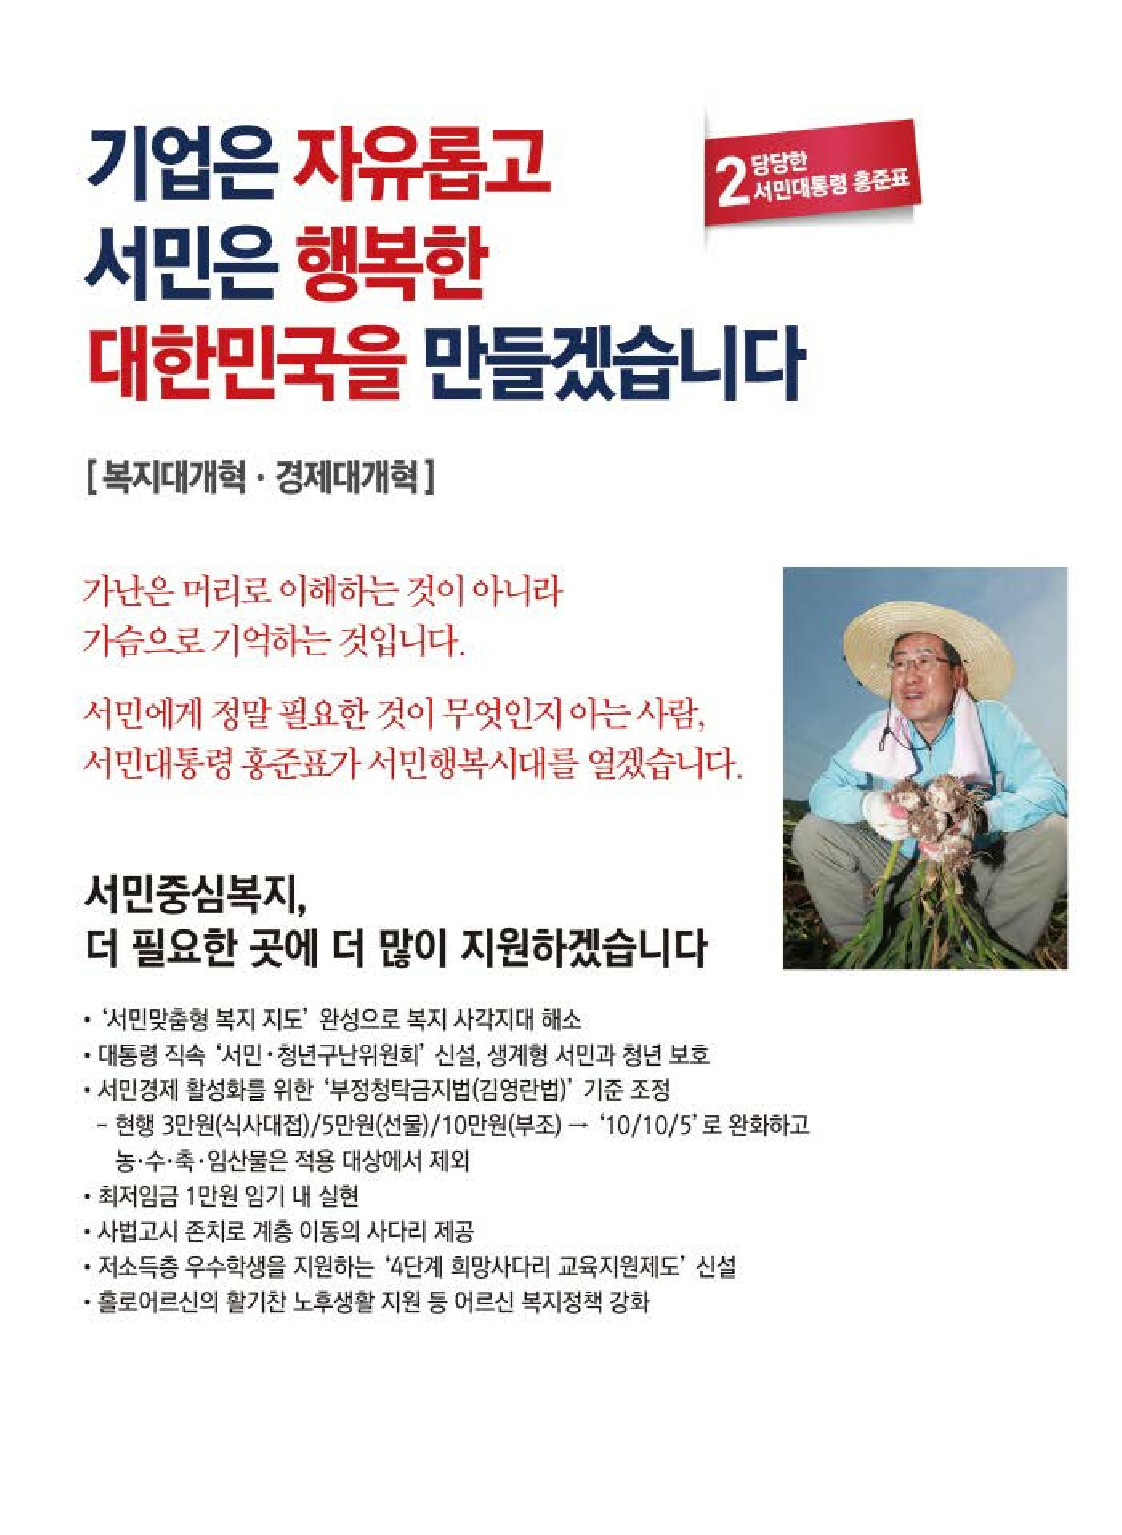 기업은 자유롭고
서민은 행복한
대한민국을 만들겠습니다
2 당당한
서민대통령 홍준표
[ 복지대개혁 · 경제대개혁 ]
가난은 머리로 이해하는 것이 아니라
가슴으로 기억하는 것입니다.
서민에게 정말 필요한 것이 무엇인지 아는 사람,
서민대통령 홍준표가 서민행복시대를 열겠습니다.
서민중심복지,
더 필요한 곳에 더 많이 지원하겠습니다
• ‘서민맞춤형 복지 지도’ 완성으로 복지 사각지대 해소
• 대통령 직속 ‘서민·청년구난위원회’ 신설, 생계형 서민과 청년 보호
• 서민경제 활성화를 위한 ‘부정청탁금지법(김영란법)’ 기준 조정
– 현행 3만원(식사대접)/5만원(선물)/10만원(부조) → ‘10/10/5’로 완화하고
농·수·축·임산물은 적용 대상에서 제외
• 최저임금 1만원 임기 내 실현
• 사법고시 존치로 계층 이동의 사다리 제공
• 저소득층 우수학생을 지원하는 ‘4단계 희망사다리 교육지원제도’ 신설
• 홀로어르신의 활기찬 노후생활 지원 등 어르신 복지정책 강화